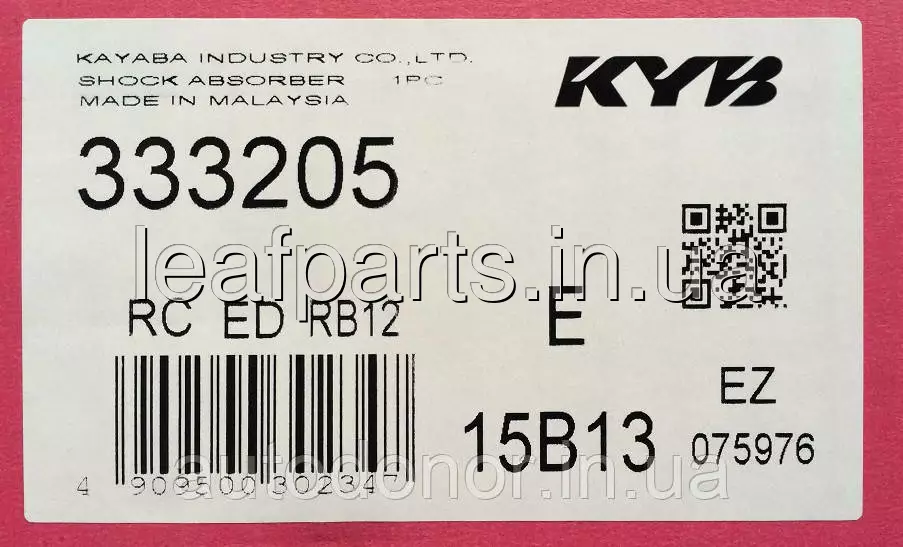 KAYABA INDUSTRY CO.,LTD.
SHOCK ABSORBER 1PC
MADE IN MALAYSIA
KYB
333205
leafparts.in.ua
RC ED RB12
E
EZ
15B13
075976
4 909500 302347
autodonor.in.ua